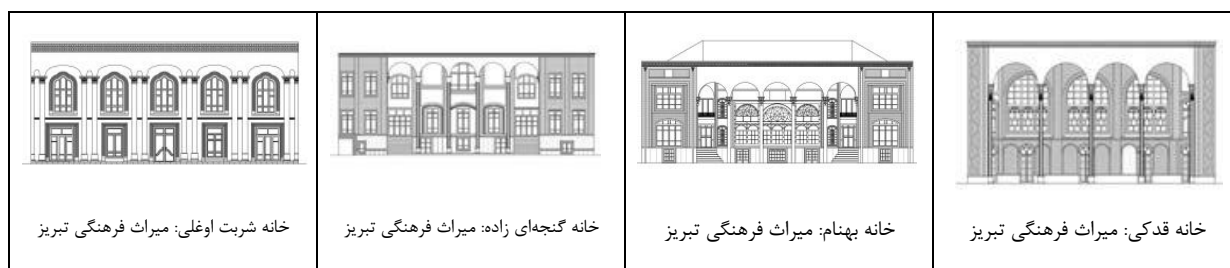 خانه قدکی: میراث فرهنگی تبریز
خانه بهنام: میراث فرهنگی تبریز
خانه گنجه‌ای زاده: میراث فرهنگی تبریز
خانه شربت اوغلی: میراث فرهنگی تبریز